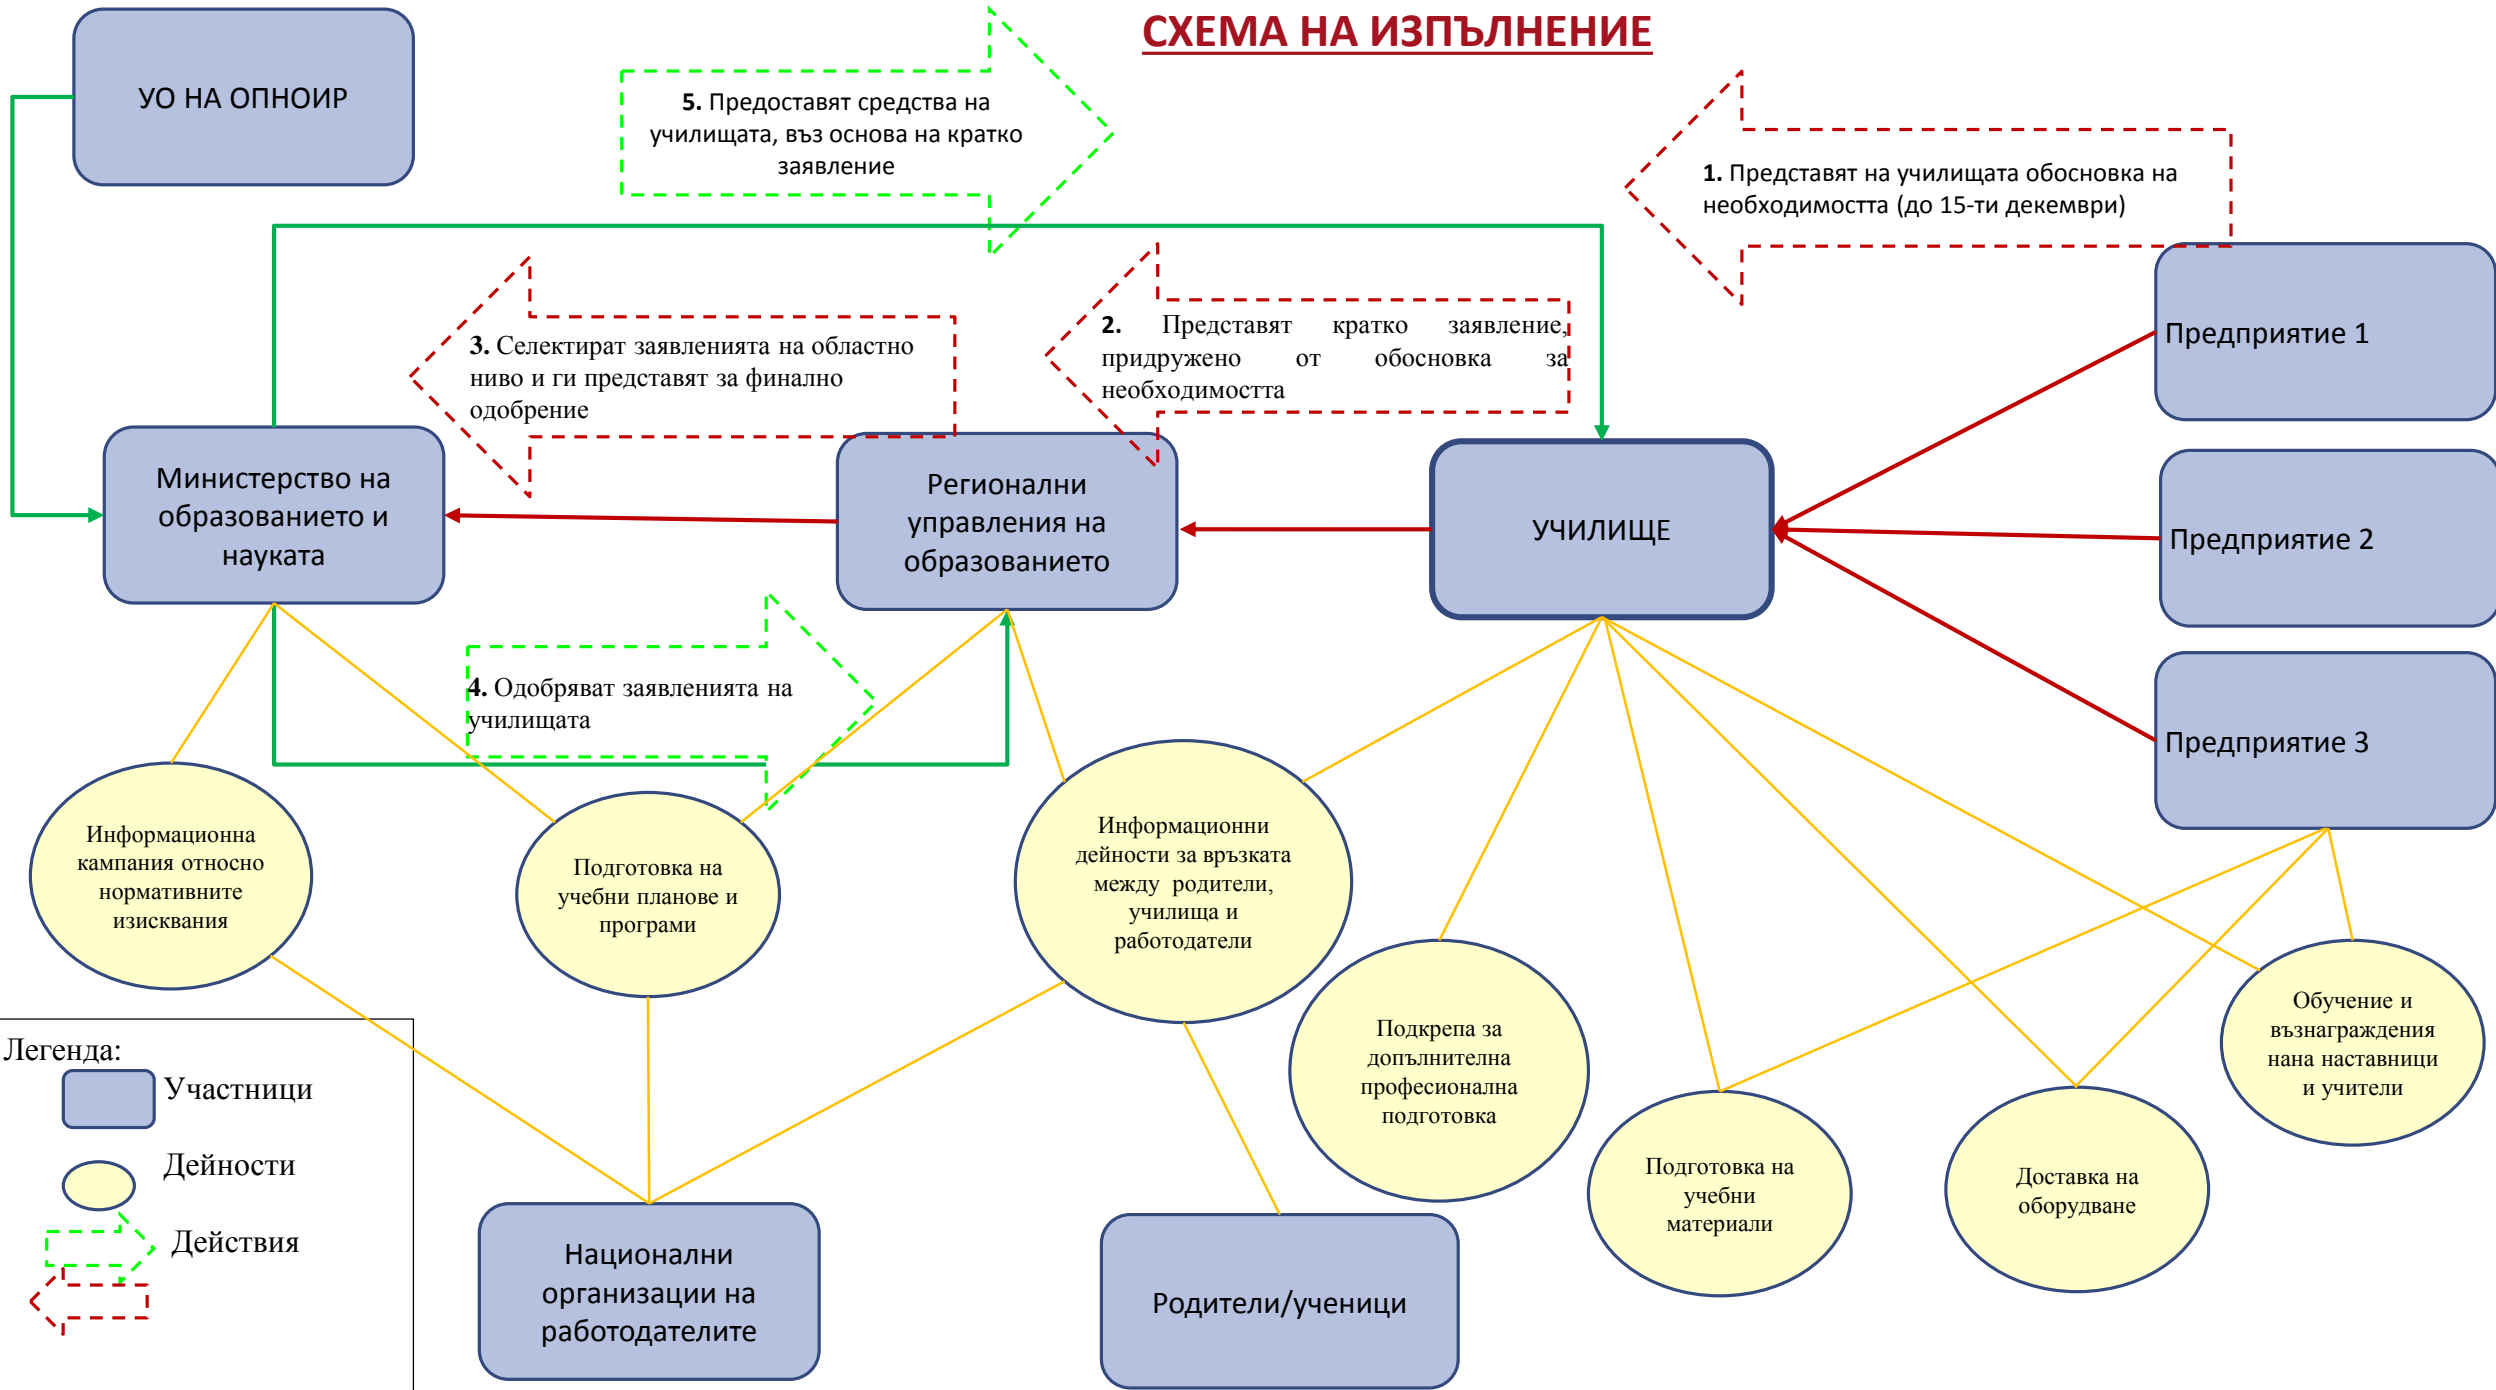 СХЕМА НА ИЗПЪЛНЕНИЕ
УО НА ОПНОИР
5. Предоставят средства на
училищата, въз основа на кратко
заявление
1. Представят на училищата обосновка на
необходимостта (до 15-ти декември)
3. Селектират заявленията на областно
ниво и ги представят за финално
одобрение
2. Представят кратко заявление,
придружено от обосновка за
необходимостта
Предприятие 1
Министерство на
образованието и
науката
Регионални
управления на
образованието
УЧИЛИЩЕ
Предприятие 2
4. Одобряват заявленията на
училищата
Предприятие 3
Информационна
кампания относно
нормативните
изисквания
Подготовка на
учебни планове и
програми
Информационни
дейности за връзката
между родители,
училища и
работодатели
Подкрепа за
допълнителна
професионална
подготовка
Подготовка на
учебни
материали
Доставка на
оборудване
Обучение и
възнаграждения
нана наставници
и учители
Легенда:
Участници
Дейности
Действия
Национални
организации на
работодателите
Родители/ученици